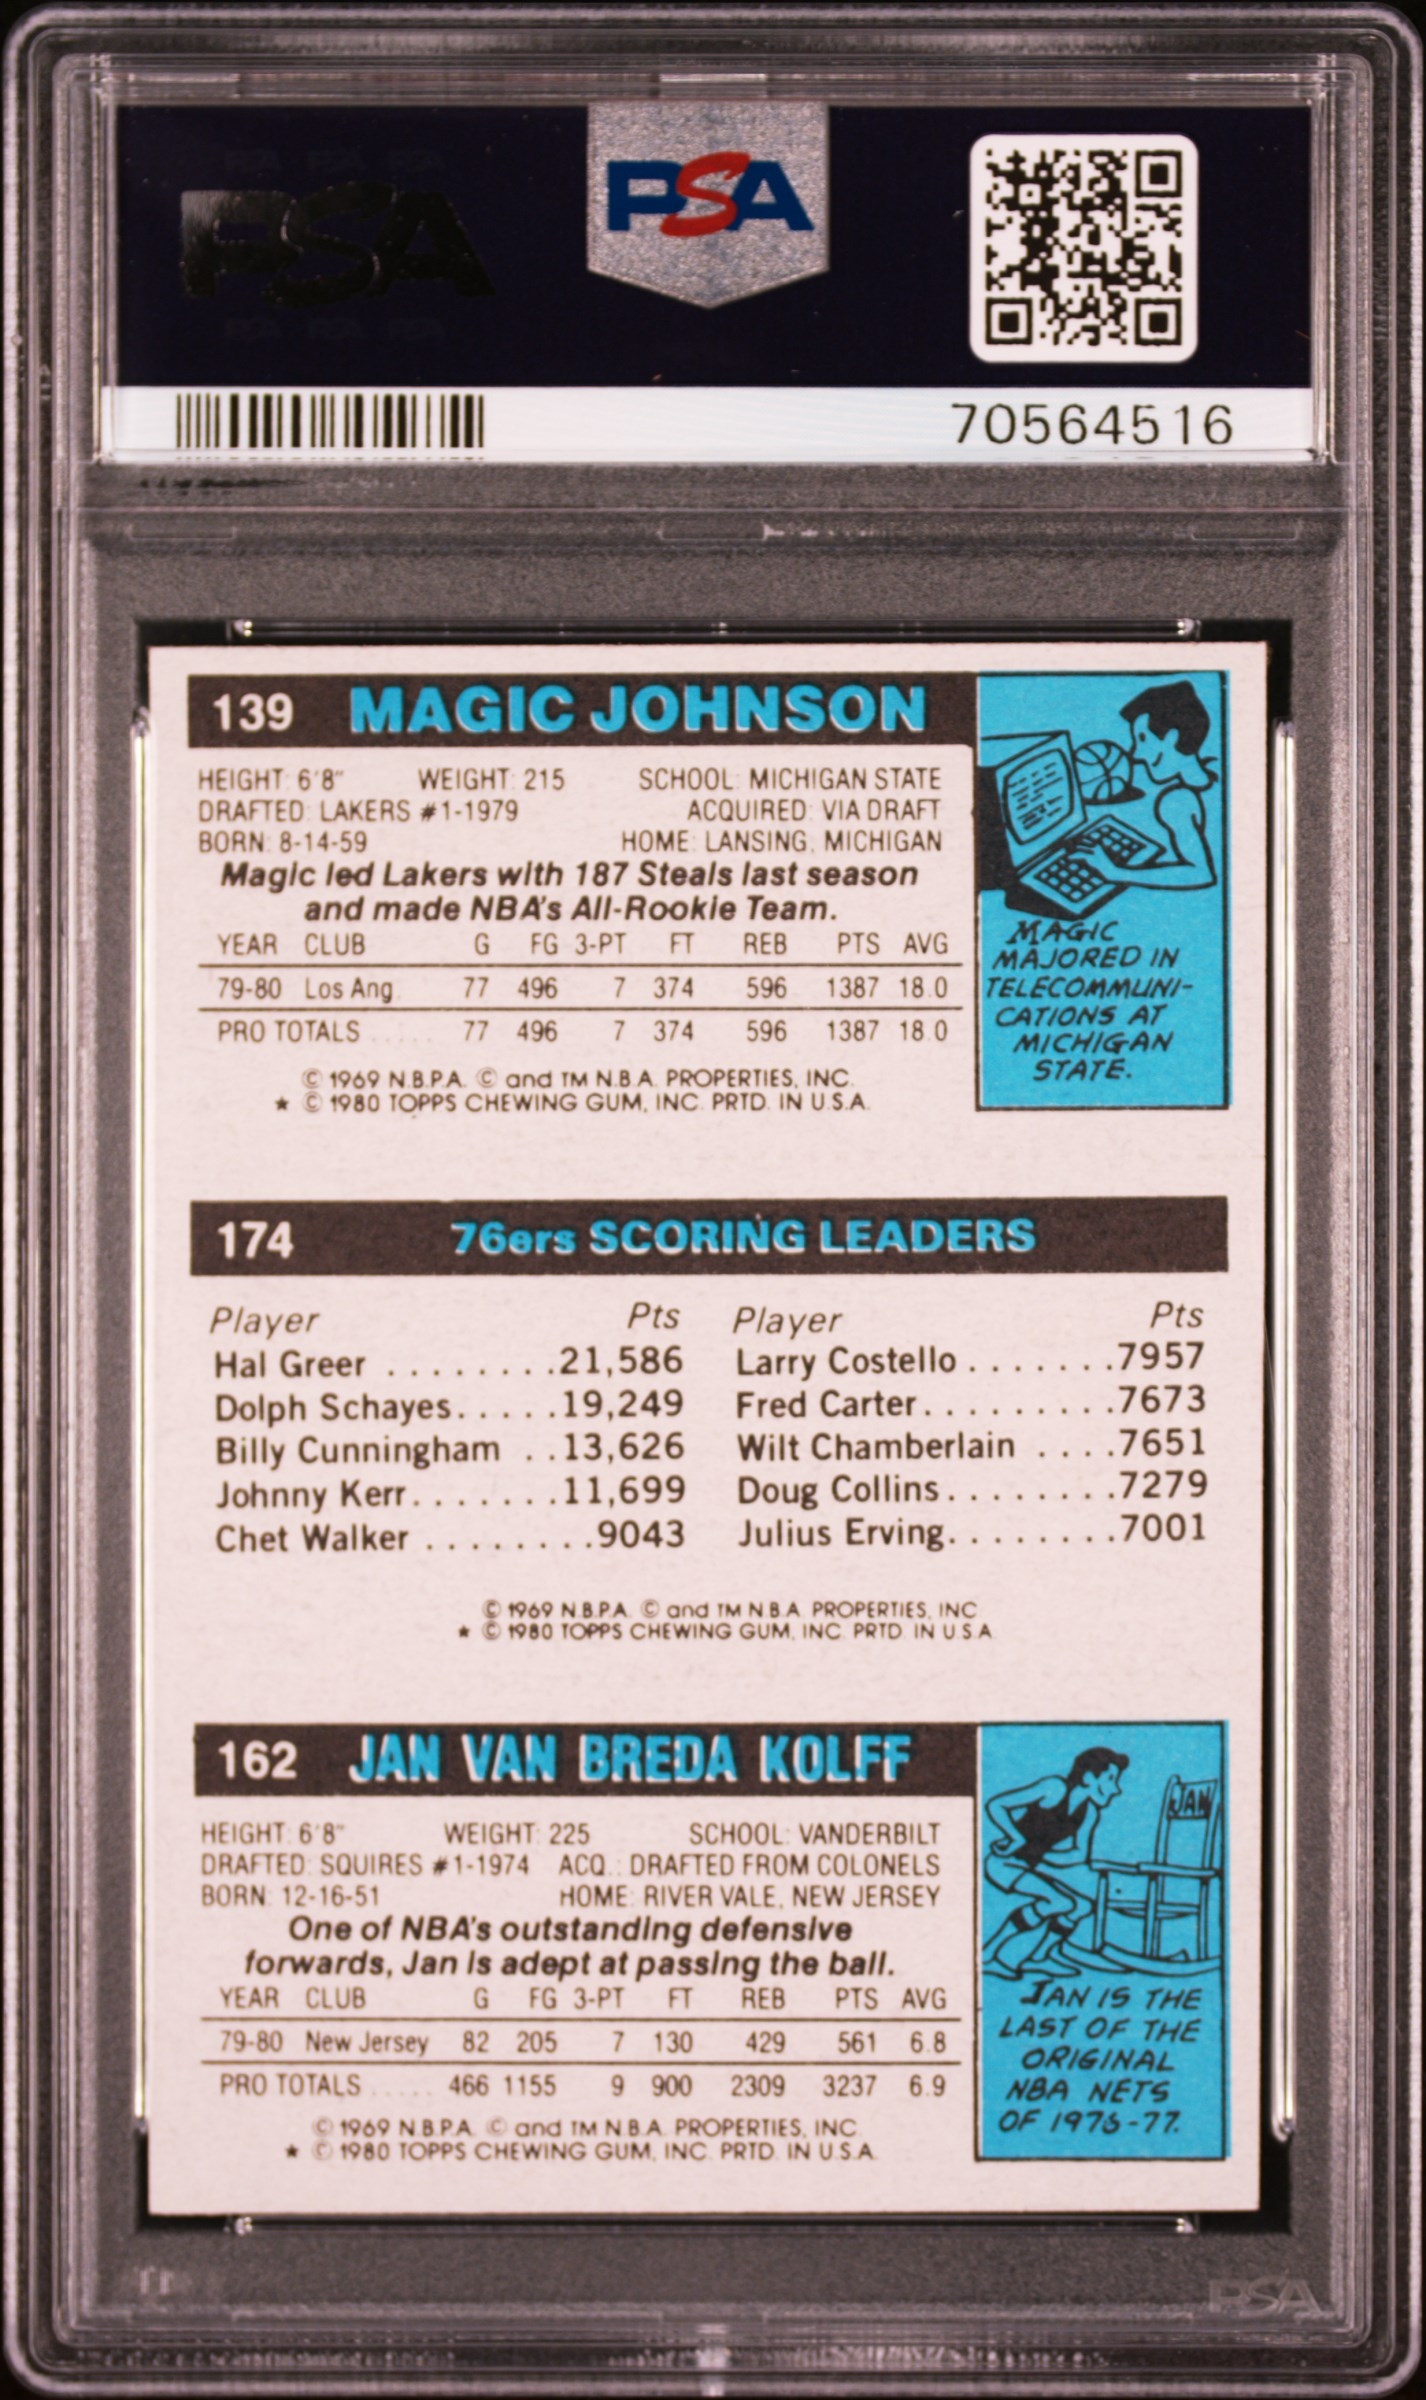 PSA
PSA
70564516
139 MAGIC JOHNSON
HEIGHT: 6'8" WEIGHT: 215 SCHOOL: MICHIGAN STATE
DRAFTED: LAKERS #1-1979 ACQUIRED: VIA DRAFT
BORN: 8-14-59 HOME: LANSING, MICHIGAN
Magic led Lakers with 187 Steals last season
and made NBA's All-Rookie Team.
YEAR CLUB G FG 3-PT FT REB PTS AVG
79-80 Los Ang. 77 496 7 374 596 1387 18.0
PRO TOTALS ..... 77 496 7 374 596 1387 18.0
© 1969 N.B.P.A. © and TM N.B.A. PROPERTIES, INC.
* © 1980 TOPPS CHEWING GUM, INC. PRTD. IN U.S.A.
MAGIC
MAJORED IN
TELECOMMUNI-
CATIONS AT
MICHIGAN
STATE.
174 76ers SCORING LEADERS
Player Pts Player Pts
Hal Greer ........21,586 Larry Costello.......7957
Dolph Schayes.....19,249 Fred Carter.........7673
Billy Cunningham ..13,626 Wilt Chamberlain ....7651
Johnny Kerr.......11,699 Doug Collins........7279
Chet Walker ........9043 Julius Erving........7001
© 1969 N.B.P.A. © and TM N.B.A. PROPERTIES, INC.
* © 1980 TOPPS CHEWING GUM, INC. PRTD. IN U.S.A.
162 JAN VAN BREDA KOLFF
HEIGHT: 6'8" WEIGHT: 225 SCHOOL: VANDERBILT
DRAFTED: SQUIRES #1-1974 ACQ.: DRAFTED FROM COLONELS
BORN: 12-16-51 HOME: RIVER VALE, NEW JERSEY
One of NBA's outstanding defensive
forwards, Jan is adept at passing the ball.
YEAR CLUB G FG 3-PT FT REB PTS AVG
79-80 New Jersey 82 205 7 130 429 561 6.8
PRO TOTALS ..... 466 1155 9 900 2309 3237 6.9
© 1969 N.B.P.A. © and TM N.B.A. PROPERTIES, INC.
* © 1980 TOPPS CHEWING GUM, INC. PRTD. IN U.S.A.
JAN
JAN IS THE
LAST OF THE
ORIGINAL
NBA NETS
OF 1976-77.
PSA